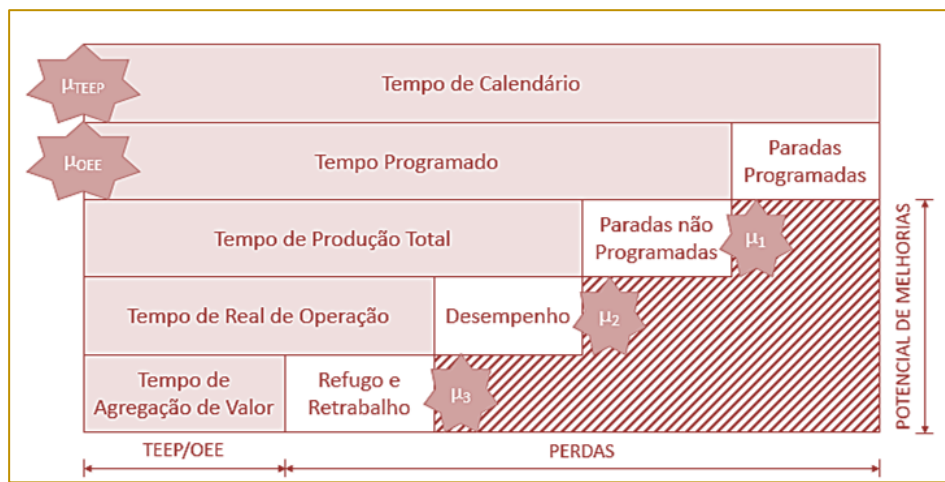 μTEEP
Tempo de Calendário
μOEE
Tempo Programado
Paradas
Programadas
Tempo de Produção Total
Paradas não
Programadas
μ1
Tempo de Real de Operação
Desempenho
μ2
Tempo de
Agregação de Valor
Refugo e
Retrabalho
μ3
POTENCIAL DE MELHORIAS
TEEP/OEE
PERDAS